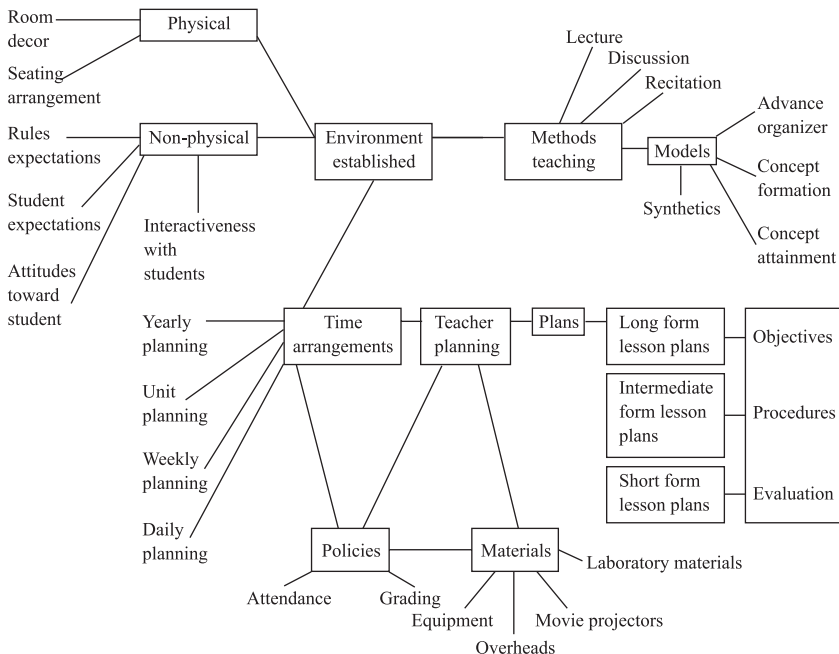 Room
decor
Physical
Seating
arrangement
Rules
expectations
Non-physical
Student
expectations
Interactiveness
with
students
Attitudes
toward
student
Environment
established
Lecture
Discussion
Recitation
Methods
teaching
Models
Advance
organizer
Concept
formation
Synthetics
Concept
attainment
Yearly
planning
Unit
planning
Weekly
planning
Daily
planning
Time
arrangements
Teacher
planning
Plans
Long form
lesson plans
Intermediate
form lesson
plans
Short form
lesson plans
Objectives
Procedures
Evaluation
Policies
Attendance
Grading
Materials
Laboratory materials
Equipment
Movie projectors
Overheads